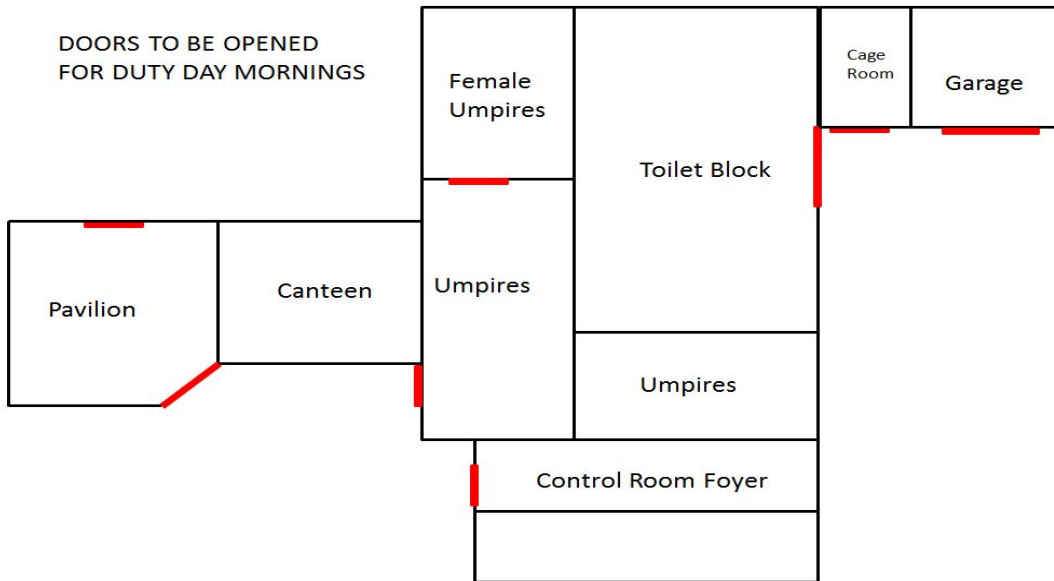 DOORS TO BE OPENED
FOR DUTY DAY MORNINGS
Female
Umpires
Cage
Room
Garage
Toilet Block
Pavilion
Canteen
Umpires
Umpires
Control Room Foyer